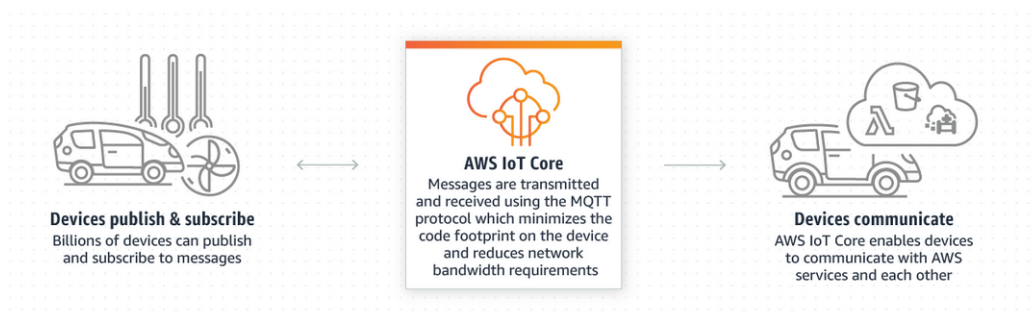 Devices publish & subscribe
Billions of devices can publish
and subscribe to messages
AWS IoT Core
Messages are transmitted
and received using the MQTT
protocol which minimizes the
code footprint on the device
and reduces network
bandwidth requirements
Devices communicate
AWS IoT Core enables devices
to communicate with AWS
services and each other